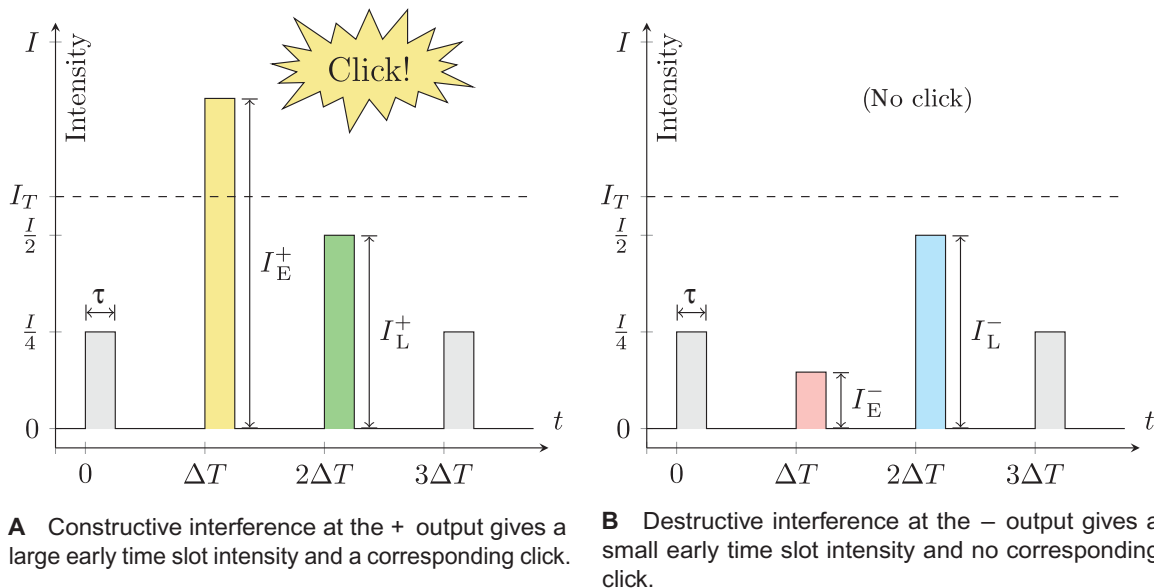 I
Intensity
Click!
I_T
I/2
I_E^+
I_L^+
τ
I/4
0
t
0 ΔT 2ΔT 3ΔT
A Constructive interference at the + output gives a
large early time slot intensity and a corresponding click.
I
Intensity
(No click)
I_T
I/2
τ
I_L^-
I/4
I_E^-
0
t
0 ΔT 2ΔT 3ΔT
B Destructive interference at the – output gives a
small early time slot intensity and no corresponding
click.